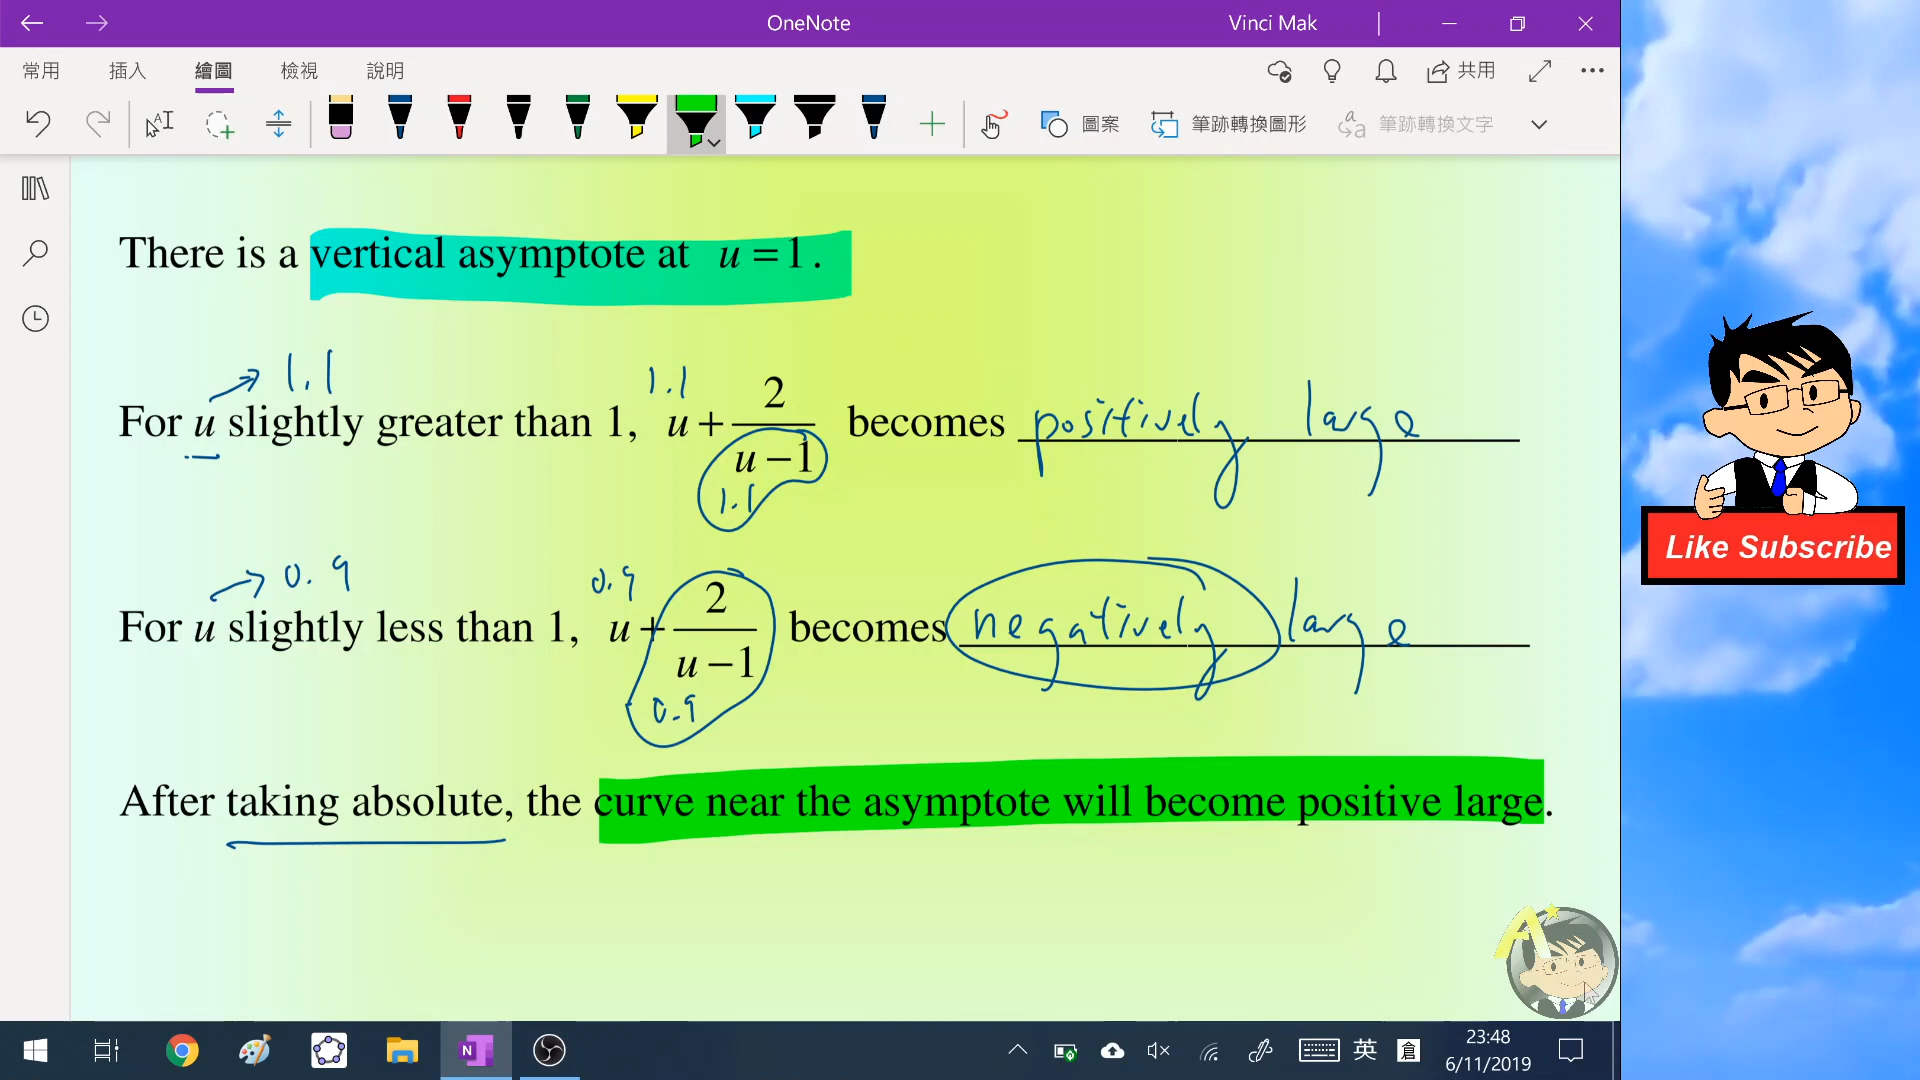 OneNote
Vinci Mak
常用 插入 繪圖 檢視 說明
共用
圖案 筆跡轉換圖形 筆跡轉換文字
There is a vertical asymptote at u = 1.
1.1 1.1
For u slightly greater than 1, u + 2/(u − 1) becomes positively large
1.1
0.9 0.9
For u slightly less than 1, u + 2/(u − 1) becomes negatively large
0.9
After taking absolute, the curve near the asymptote will become positive large.
Like Subscribe
A
N
英 倉
23:48
6/11/2019